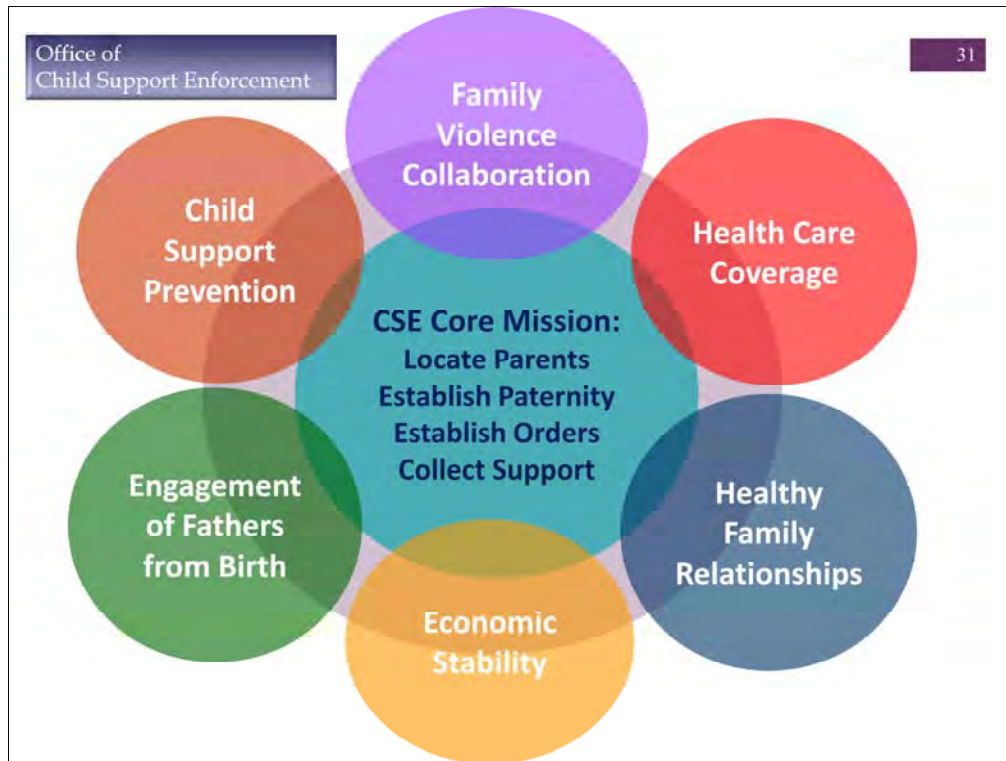 Office of
Child Support Enforcement
31
Family
Violence
Collaboration
Child
Support
Prevention
Health Care
Coverage
CSE Core Mission:
Locate Parents
Establish Paternity
Establish Orders
Collect Support
Engagement
of Fathers
from Birth
Healthy
Family
Relationships
Economic
Stability